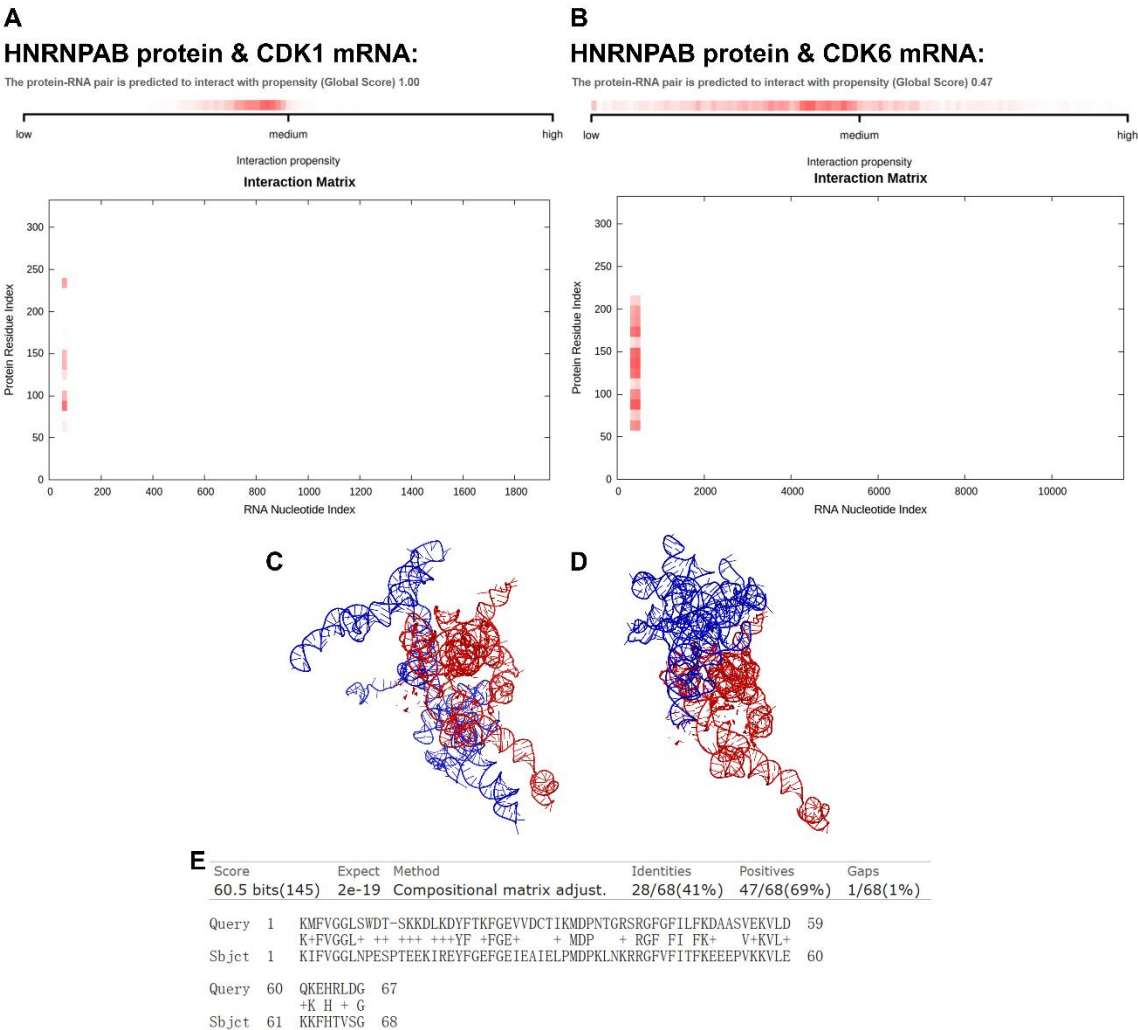 A
HNRNPAB protein & CDK1 mRNA:
The protein-RNA pair is predicted to interact with propensity (Global Score) 1.00
low medium high
Interaction propensity
Interaction Matrix
300
250
200
150
100
50
0
Protein Residue Index
0 200 400 600 800 1000 1200 1400 1600 1800
RNA Nucleotide Index
B
HNRNPAB protein & CDK6 mRNA:
The protein-RNA pair is predicted to interact with propensity (Global Score) 0.47
low medium high
Interaction propensity
Interaction Matrix
300
250
200
150
100
50
0
Protein Residue Index
0 2000 4000 6000 8000 10000
RNA Nucleotide Index
C
D
E
Score Expect Method Identities Positives Gaps
60.5 bits(145) 2e-19 Compositional matrix adjust. 28/68(41%) 47/68(69%) 1/68(1%)
Query 1 KMFVGGLSWDT-SKKDLKDYFTKFGEVVDCTIKMDPNTGRSRGFGFILFKDAASVEKVLD 59
K+FVGGL+ ++ +++ +++YF +FGE+ + MDP + RGF FI FK+ V+KVL+
Sbjct 1 KIFVGGLNPESPTEEKIREYFGEFGEIEAIELPMDPKLNKRRGFVFITFKEEEPVKKVLE 60
Query 60 QKEHRLDG 67
+K H + G
Sbjct 61 KKFHTVSG 68